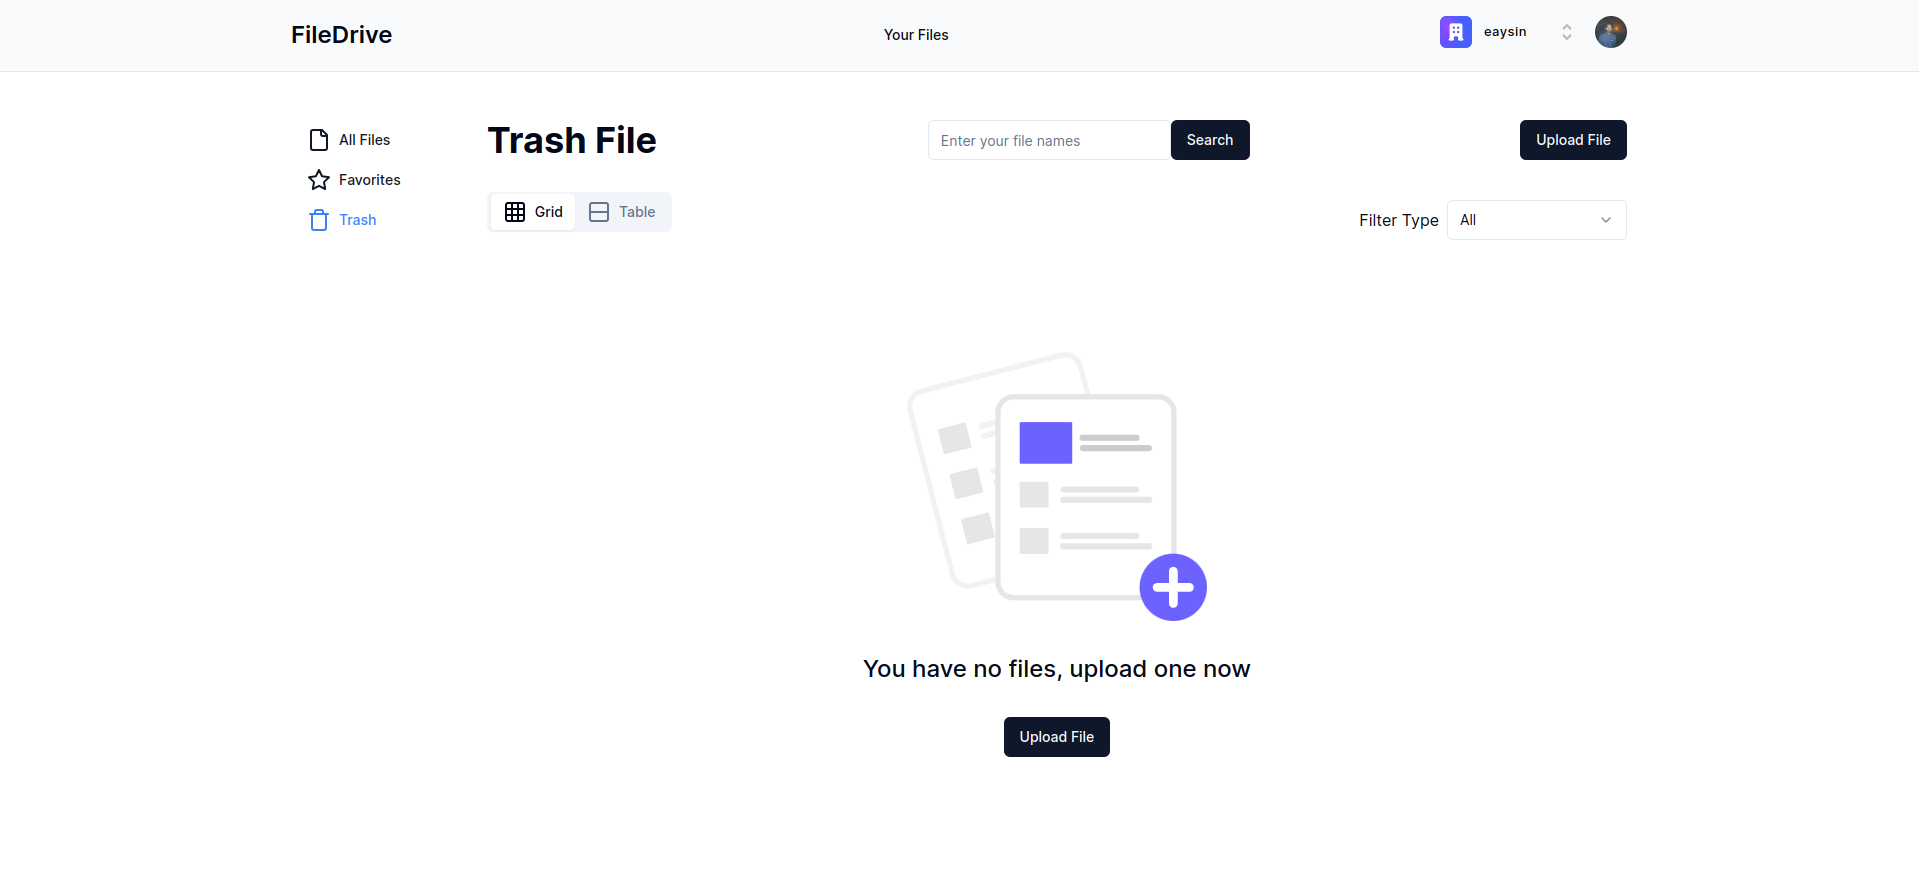 FileDrive
Your Files
eaysin
All Files
Favorites
Trash
Trash File
Enter your file names
Search
Upload File
Grid
Table
Filter Type
All
You have no files, upload one now
Upload File